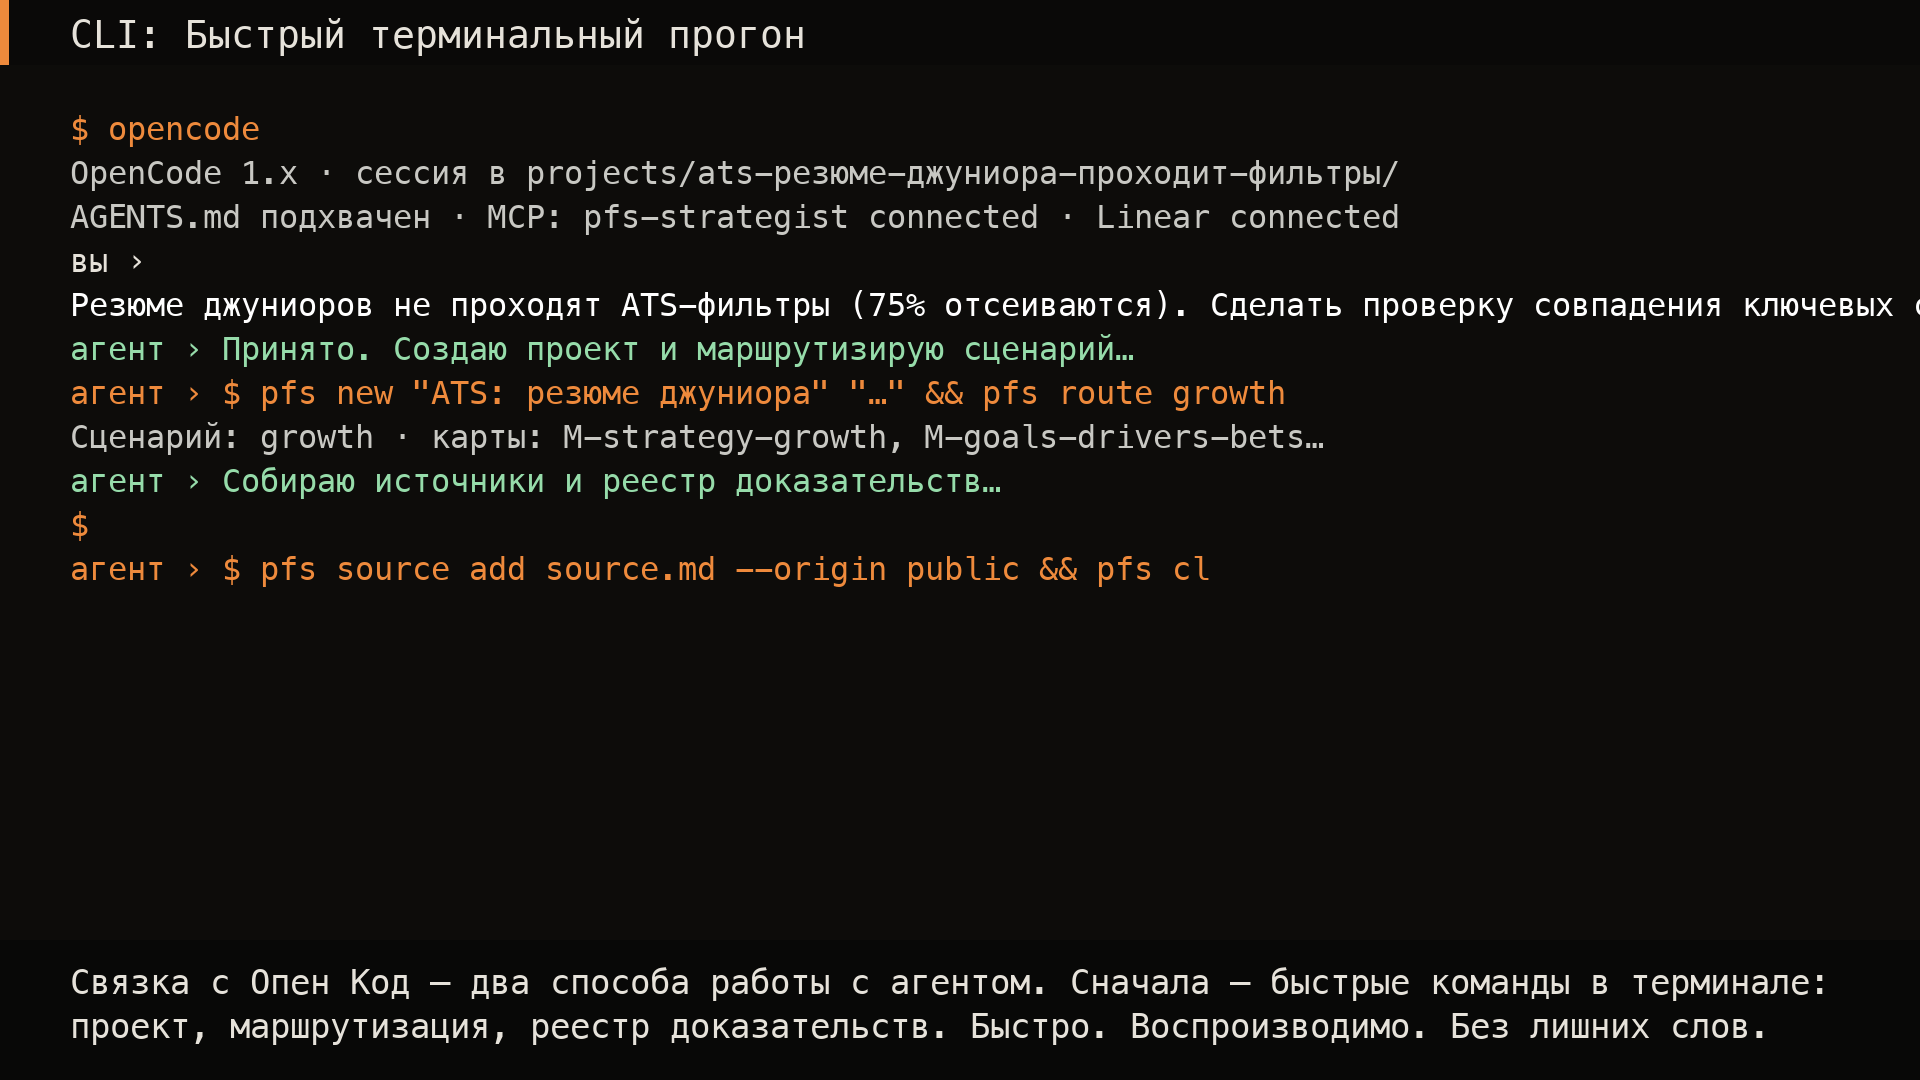 CLI: Быстрый терминальный прогон
$ opencode
OpenCode 1.x · сессия в projects/ats-резюме-джуниора-проходит-фильтры/
AGENTS.md подхвачен · MCP: pfs-strategist connected · Linear connected
вы ›
Резюме джуниоров не проходят ATS-фильтры (75% отсеиваются). Сделать проверку совпадения ключевых
агент › Принято. Создаю проект и маршрутизирую сценарий…
агент › $ pfs new "ATS: резюме джуниора" "…" && pfs route growth
Сценарий: growth · карты: M-strategy-growth, M-goals-drivers-bets…
агент › Собираю источники и реестр доказательств…
$
агент › $ pfs source add source.md --origin public && pfs cl
Связка с Опен Код — два способа работы с агентом. Сначала — быстрые команды в терминале:
проект, маршрутизация, реестр доказательств. Быстро. Воспроизводимо. Без лишних слов.